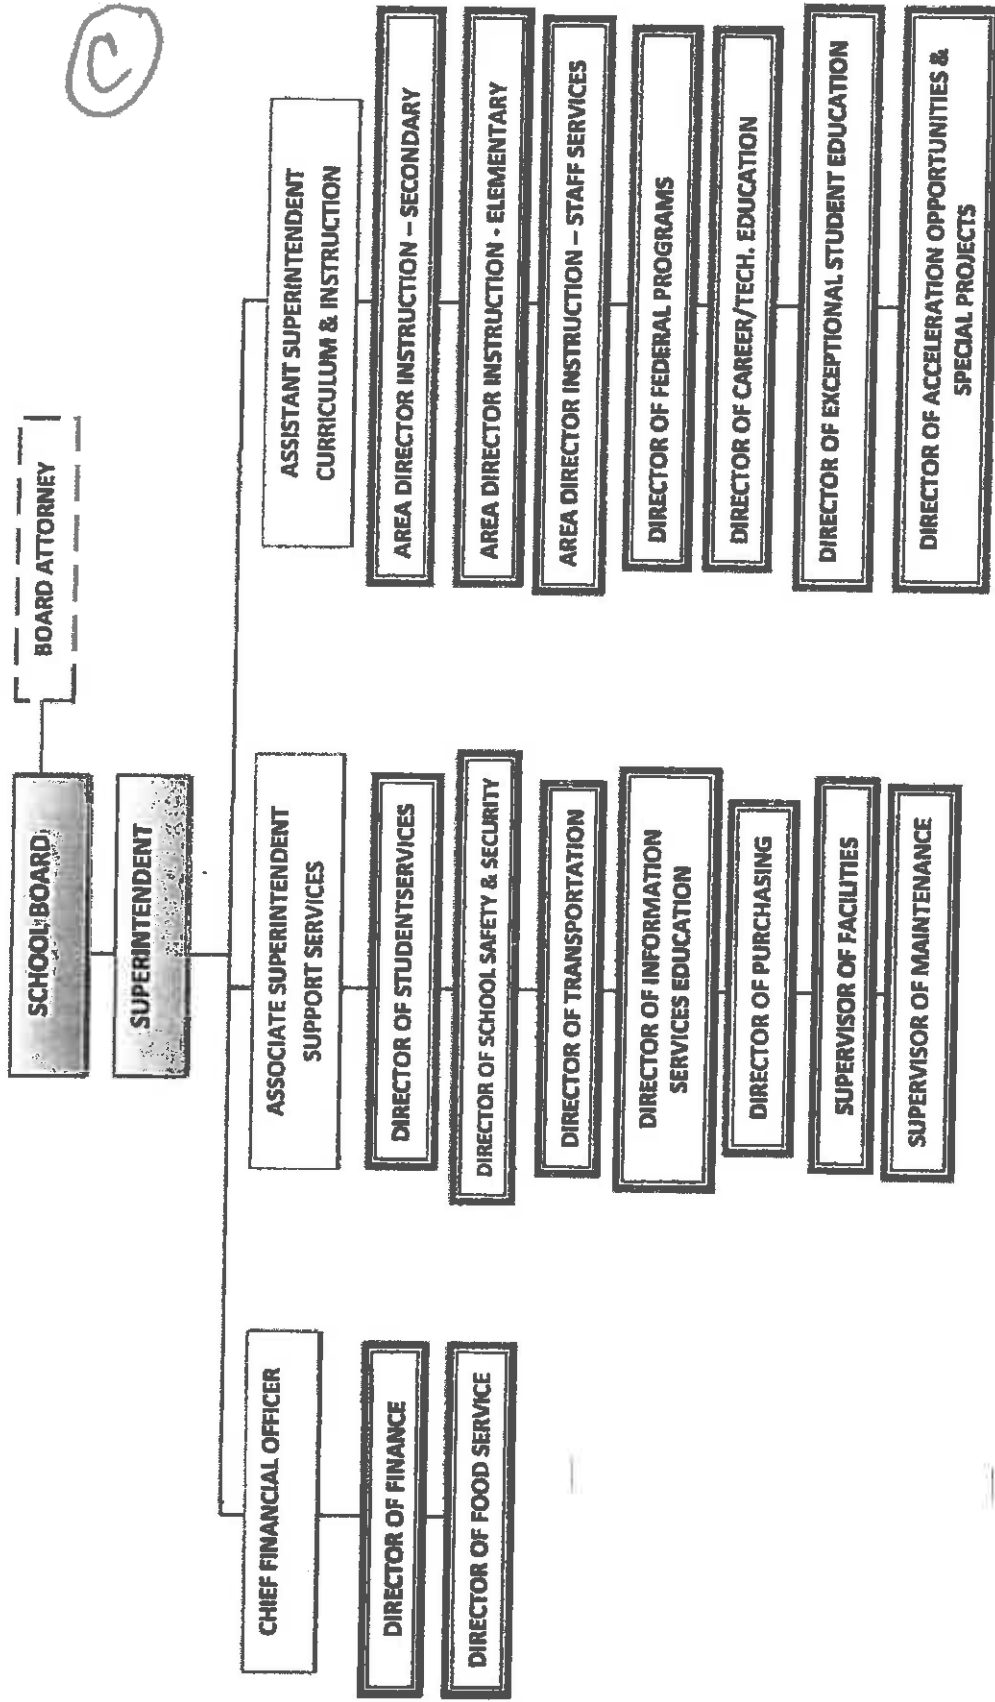 C
SCHOOL BOARD
BOARD ATTORNEY
SUPERINTENDENT
CHIEF FINANCIAL OFFICER
DIRECTOR OF FINANCE
DIRECTOR OF FOOD SERVICE
ASSOCIATE SUPERINTENDENT
SUPPORT SERVICES
DIRECTOR OF STUDENTSERVICES
DIRECTOR OF SCHOOL SAFETY & SECURITY
DIRECTOR OF TRANSPORTATION
DIRECTOR OF INFORMATION
SERVICES EDUCATION
DIRECTOR OF PURCHASING
SUPERVISOR OF FACILITIES
SUPERVISOR OF MAINTENANCE
ASSISTANT SUPERINTENDENT
CURRICULUM & INSTRUCTION
AREA DIRECTOR INSTRUCTION – SECONDARY
AREA DIRECTOR INSTRUCTION - ELEMENTARY
AREA DIRECTOR INSTRUCTION – STAFF SERVICES
DIRECTOR OF FEDERAL PROGRAMS
DIRECTOR OF CAREER/TECH. EDUCATION
DIRECTOR OF EXCEPTIONAL STUDENT EDUCATION
DIRECTOR OF ACCELERATION OPPORTUNITIES &
SPECIAL PROJECTS